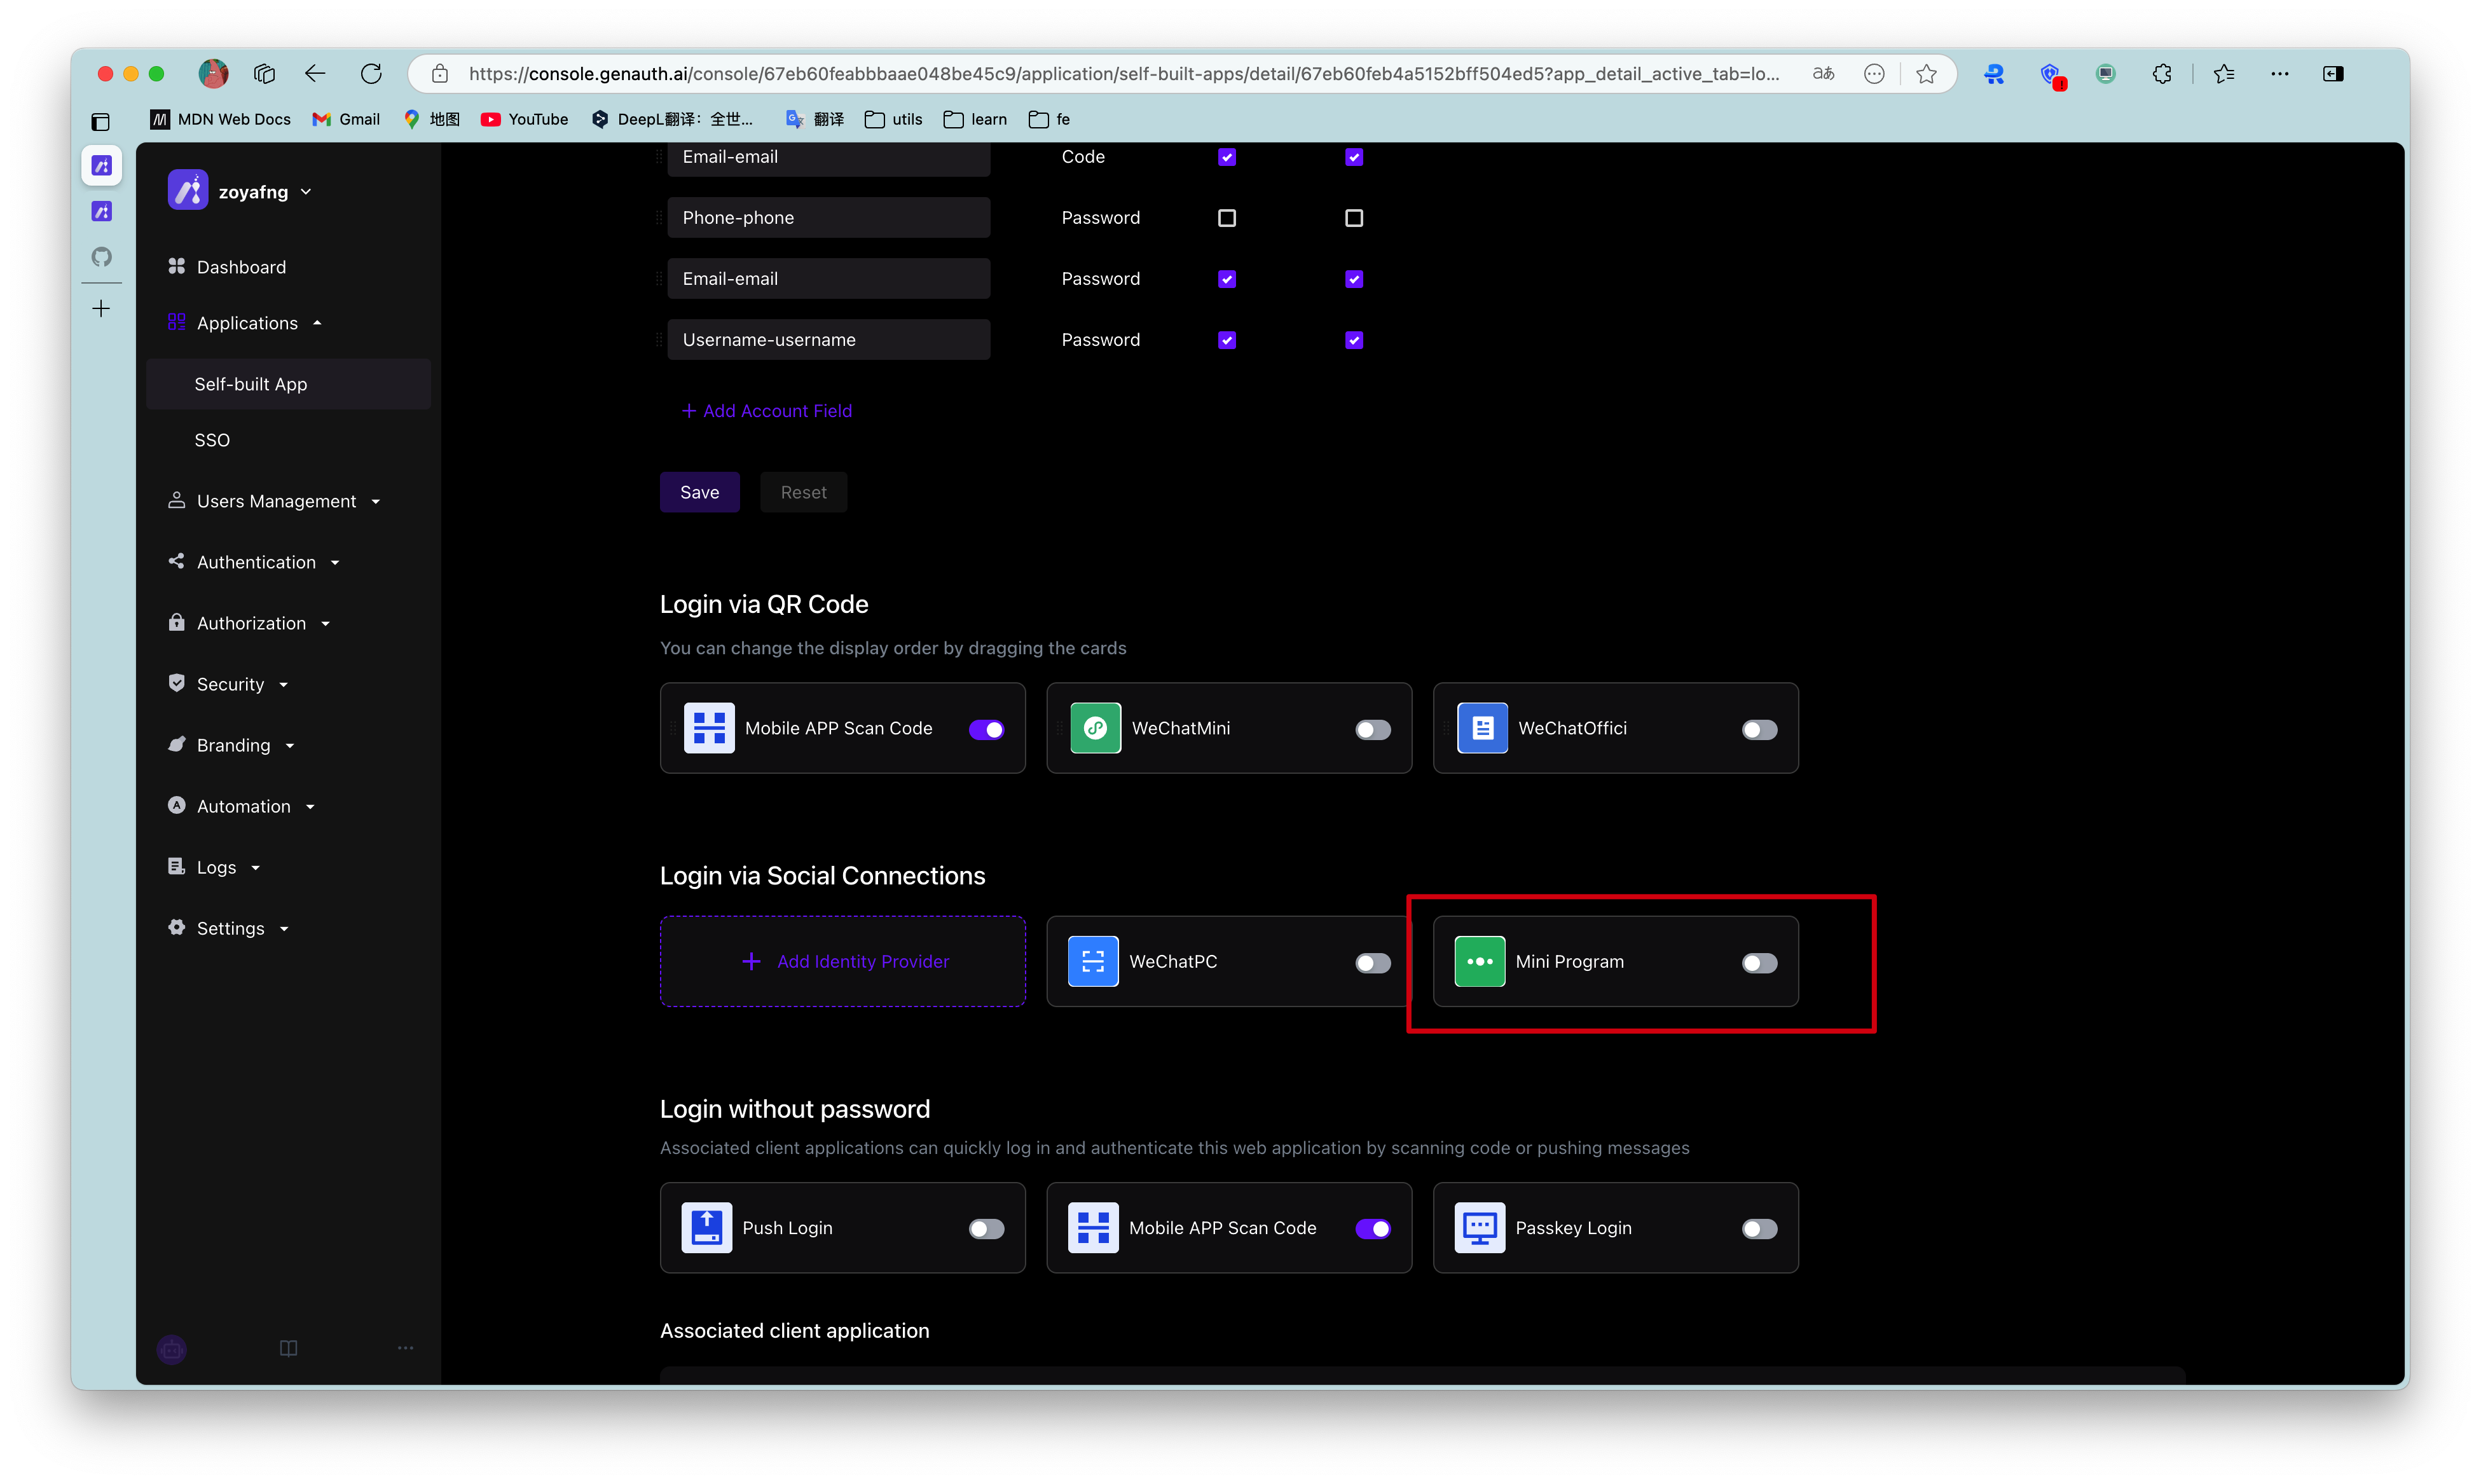 https://console.genauth.ai/console/67eb60feabbbaae048be45c9/application/self-built-apps/detail/67eb60feb4a5152bff504ed5?app_detail_active_tab=lo...
aあ
MDN Web Docs
Gmail
地图
YouTube
DeepL翻译：全世...
翻译
utils
learn
fe
zoyafng
Dashboard
Applications
Self-built App
SSO
Users Management
Authentication
Authorization
Security
Branding
Automation
Logs
Settings
Email-email Code
Phone-phone Password
Email-email Password
Username-username Password
+ Add Account Field
Save Reset
Login via QR Code
You can change the display order by dragging the cards
Mobile APP Scan Code
WeChatMini
WeChatOffici
Login via Social Connections
+ Add Identity Provider
WeChatPC
Mini Program
Login without password
Associated client applications can quickly log in and authenticate this web application by scanning code or pushing messages
Push Login
Mobile APP Scan Code
Passkey Login
Associated client application